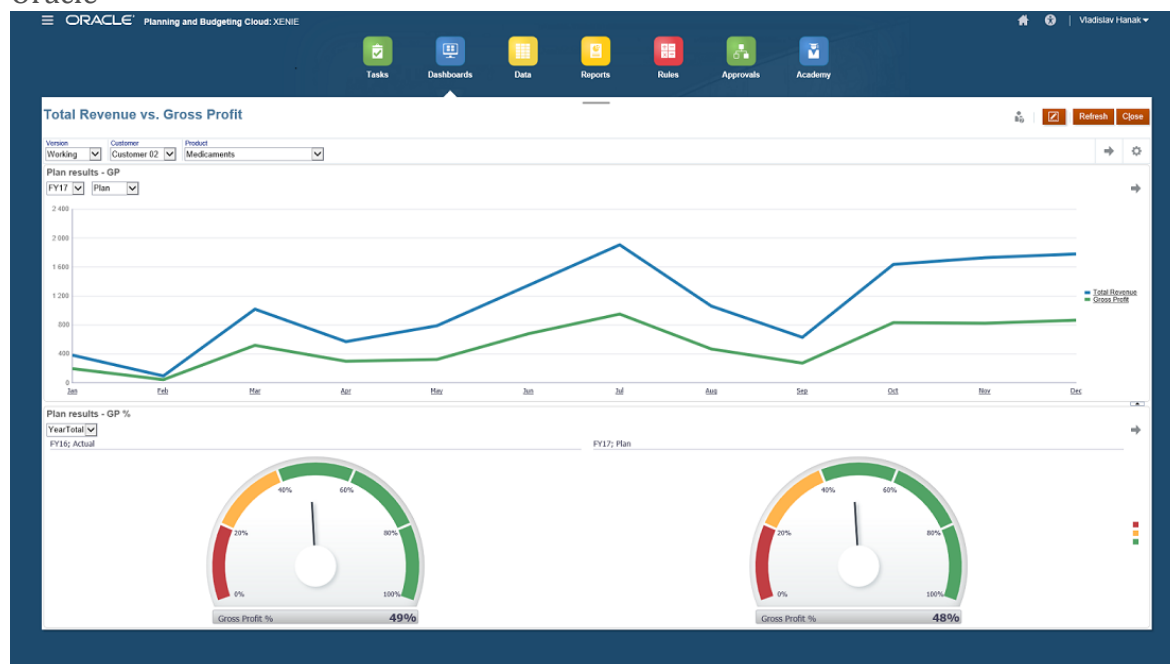 Oracle
ORACLE Planning and Budgeting Cloud: XENIE Vladislav Hanak
Tasks Dashboards Data Reports Rules Approvals Academy
Total Revenue vs. Gross Profit Refresh Close
Version Customer Product
Working Customer 02 Medicaments
Plan results - GP
FY17 Plan
2 400
2 000
1 600
1 200
Total Revenue
Gross Profit
800
400
0
Jan Feb Mar Apr May Jun Jul Aug Sep Oct Nov Dec
Plan results - GP %
YearTotal
FY16; Actual FY17; Plan
40% 60% 40% 60%
20% 80% 20% 80%
0% 100% 0% 100%
Gross Profit % 49% Gross Profit % 48%